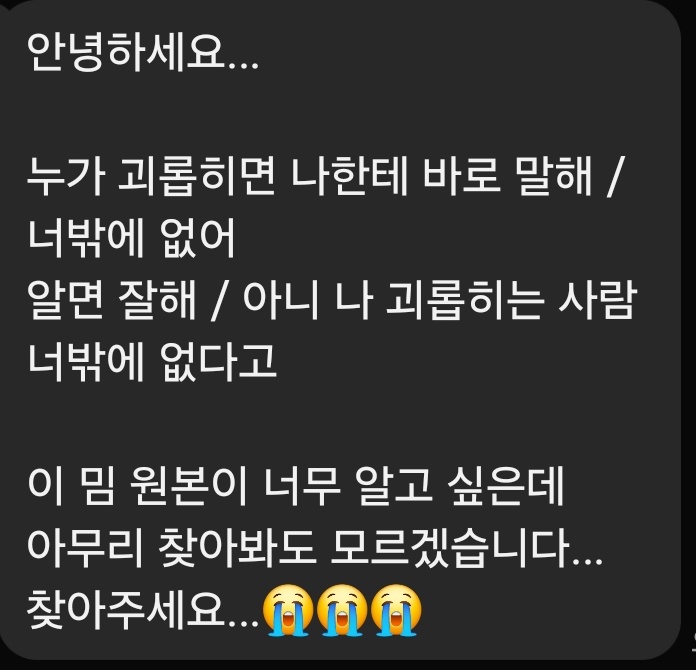 안녕하세요...
누가 괴롭히면 나한테 바로 말해 /
너밖에 없어
알면 잘해 / 아니 나 괴롭히는 사람
너밖에 없다고
이 밈 원본이 너무 알고 싶은데
아무리 찾아봐도 모르겠습니다...
찾아주세요...😭😭😭